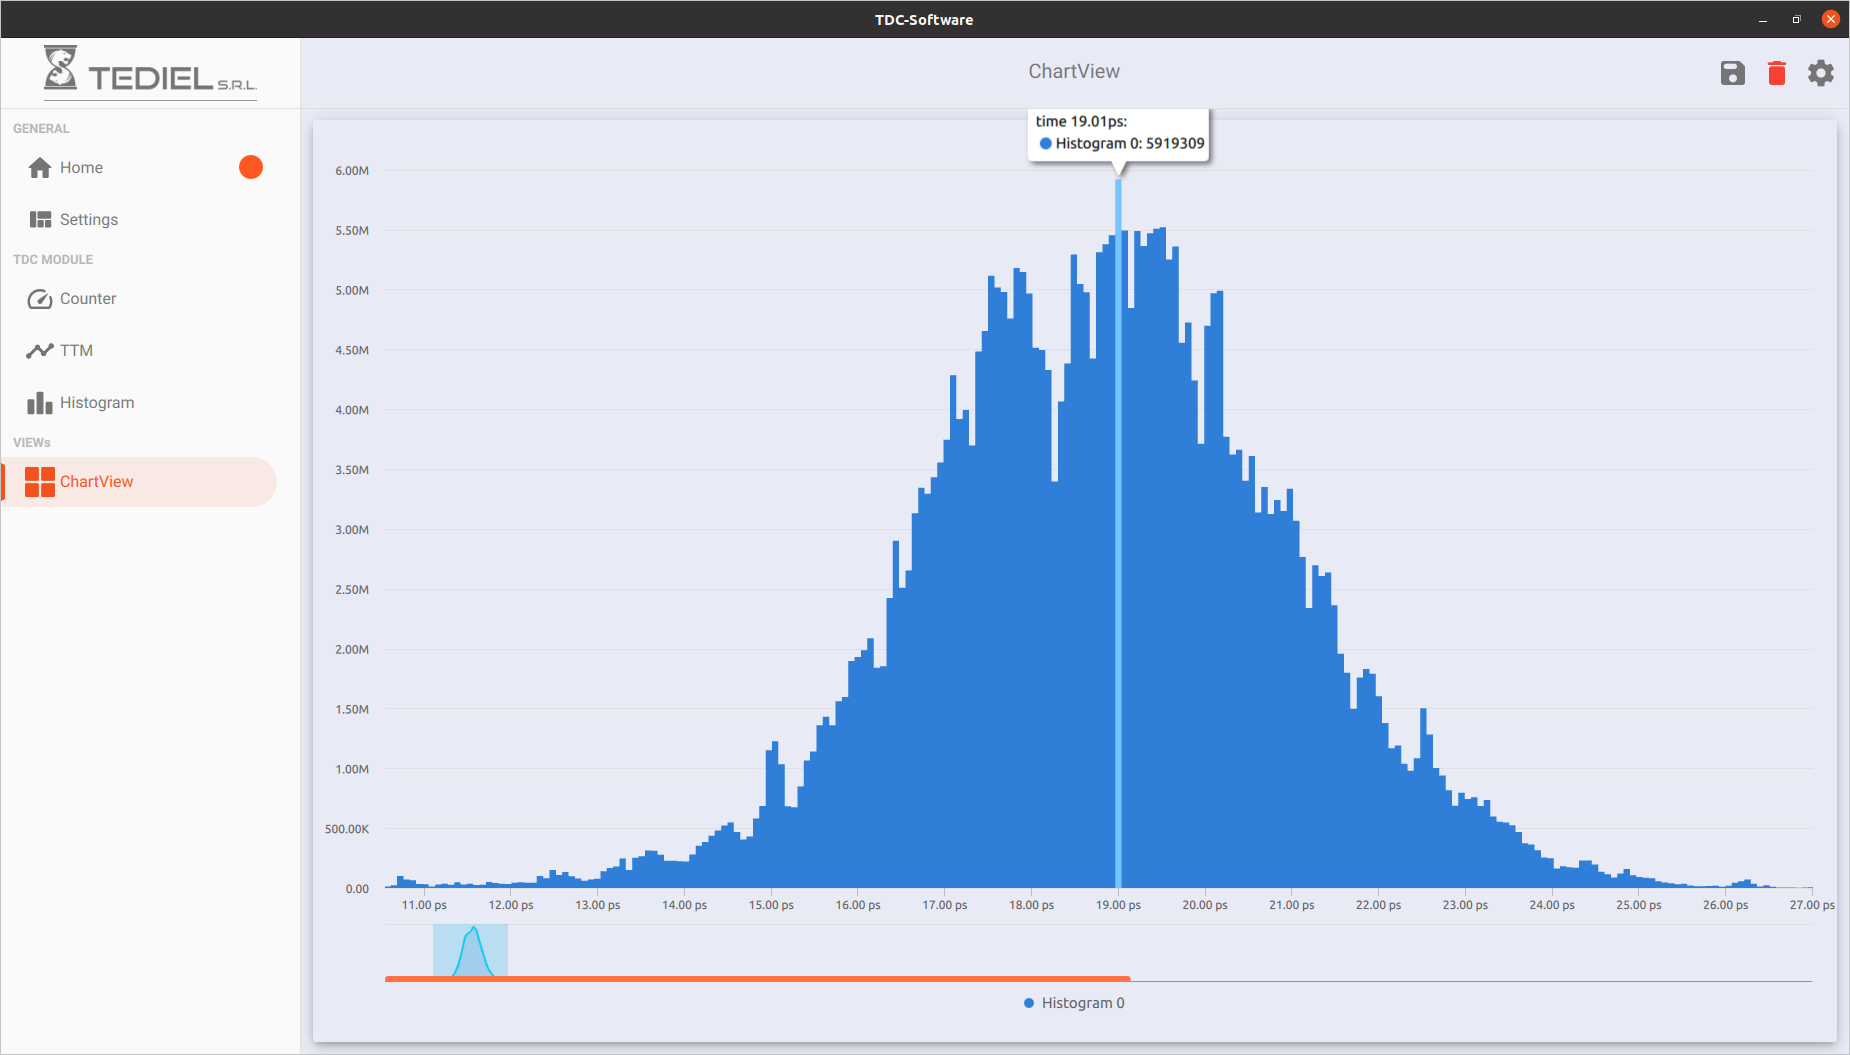 TDC-Software
TEDIEL S.R.L.
ChartView
GENERAL
Home
Settings
TDC MODULE
Counter
TTM
Histogram
VIEWs
ChartView
time 19.01ps:
Histogram 0: 5919309
6.00M
5.50M
5.00M
4.50M
4.00M
3.50M
3.00M
2.50M
2.00M
1.50M
1.00M
500.00K
0.00
11.00 ps 12.00 ps 13.00 ps 14.00 ps 15.00 ps 16.00 ps 17.00 ps 18.00 ps 19.00 ps 20.00 ps 21.00 ps 22.00 ps 23.00 ps 24.00 ps 25.00 ps 26.00 ps 27.00 ps
Histogram 0